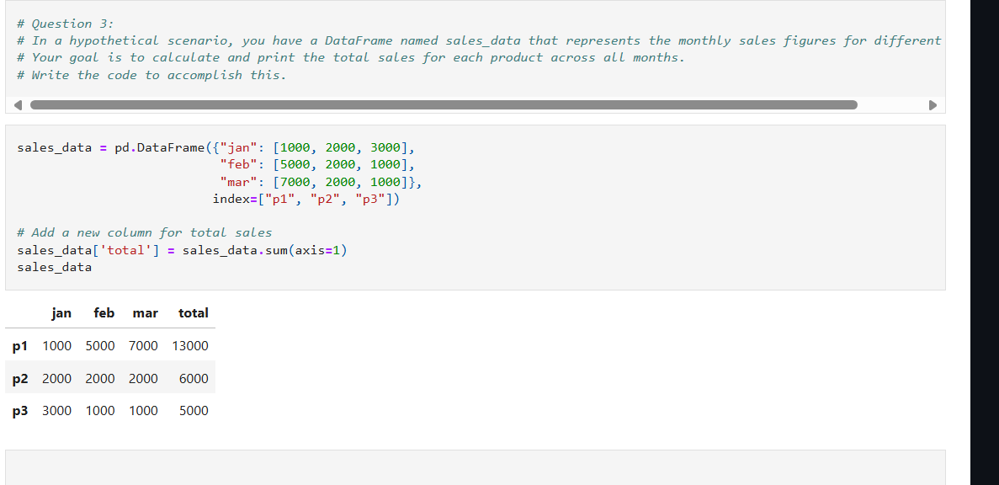 # Question 3:
# In a hypothetical scenario, you have a DataFrame named sales_data that represents the monthly sales figures for different
# Your goal is to calculate and print the total sales for each product across all months.
# Write the code to accomplish this.
sales_data = pd.DataFrame({"jan": [1000, 2000, 3000],
"feb": [5000, 2000, 1000],
"mar": [7000, 2000, 1000]},
index=["p1", "p2", "p3"])
# Add a new column for total sales
sales_data['total'] = sales_data.sum(axis=1)
sales_data
jan feb mar total
p1 1000 5000 7000 13000
p2 2000 2000 2000 6000
p3 3000 1000 1000 5000